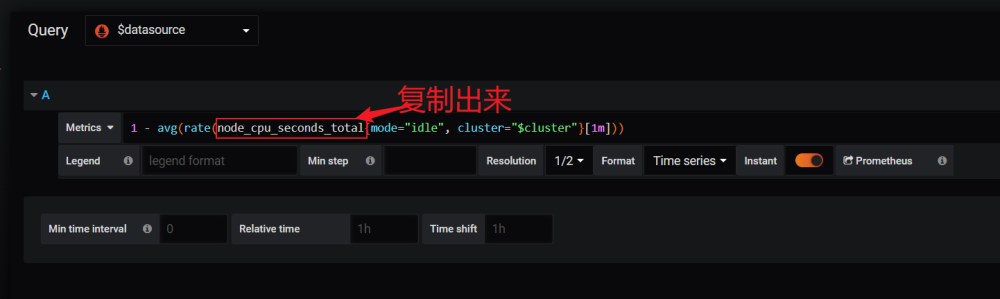 Query $datasource
复制出来
A
Metrics 1 - avg(rate(node_cpu_seconds_total{mode="idle", cluster="$cluster"}[1m]))
Legend legend format Min step Resolution 1/2 Format Time series Instant Prometheus
Min time interval 0 Relative time 1h Time shift 1h